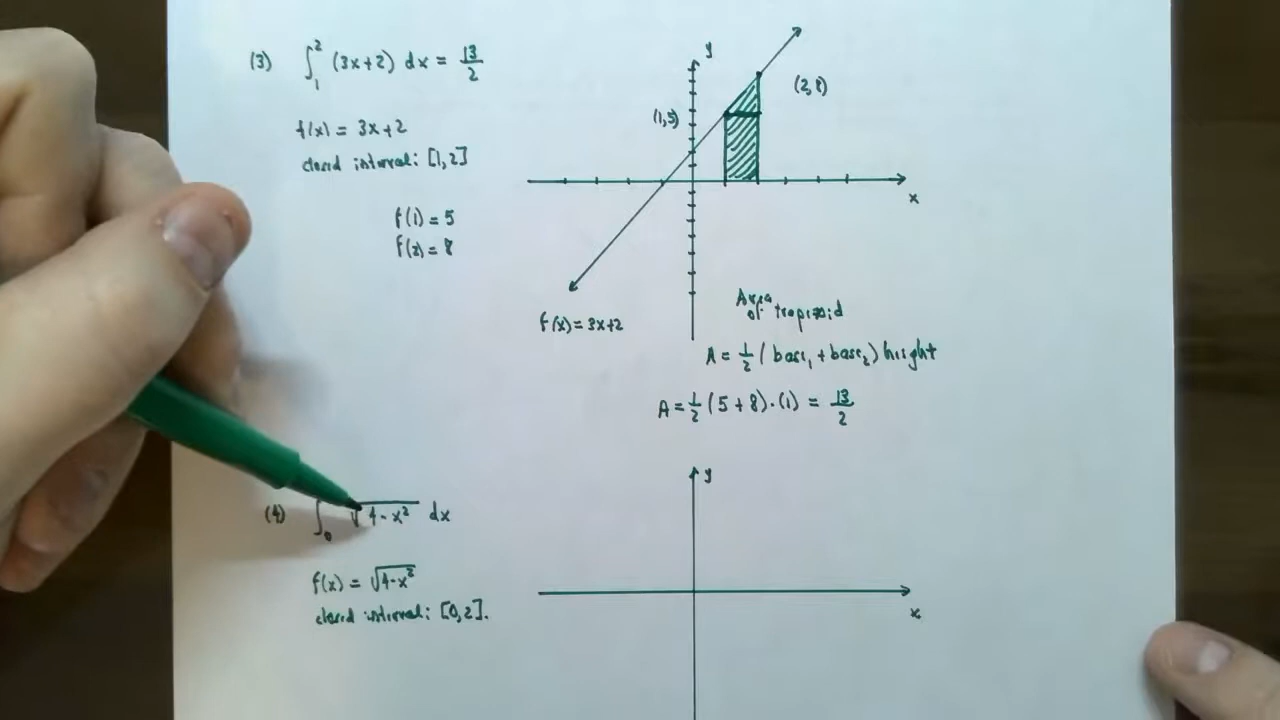 (3) ∫₁² (3x+2) dx = 13/2
f(x) = 3x+2
closed interval: [1,2]
f(1) = 5
f(2) = 8
y
(2,8)
(1,5)
x
f(x)=3x+2
Area
of trapizoid
A = 1/2 (base₁ + base₂) height
A = 1/2 (5+8)·(1) = 13/2
(4) ∫₀ √4-x² dx
f(x) = √4-x²
closed interval: [0,2].
y
x